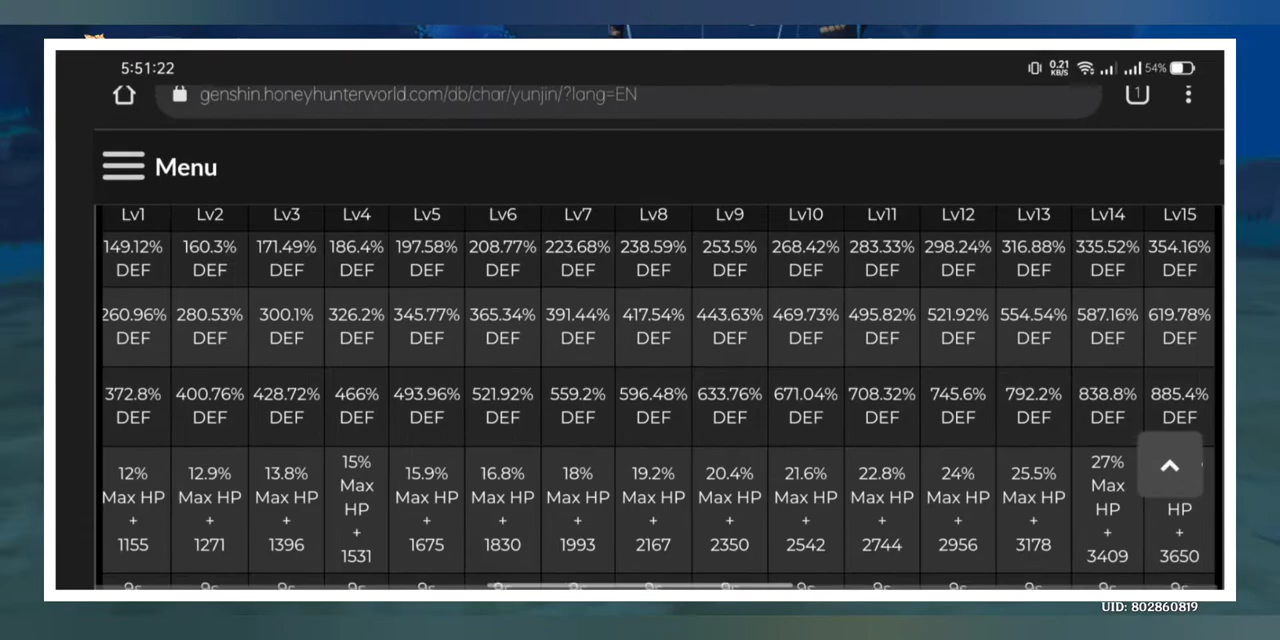 5:51:22 0.21 KB/S 54%
genshin.honeyhunterworld.com/db/char/yunjin/?lang=EN 1
Menu
Lv1 Lv2 Lv3 Lv4 Lv5 Lv6 Lv7 Lv8 Lv9 Lv10 Lv11 Lv12 Lv13 Lv14 Lv15
149.12% 160.3% 171.49% 186.4% 197.58% 208.77% 223.68% 238.59% 253.5% 268.42% 283.33% 298.24% 316.88% 335.52% 354.16%
DEF DEF DEF DEF DEF DEF DEF DEF DEF DEF DEF DEF DEF DEF DEF
260.96% 280.53% 300.1% 326.2% 345.77% 365.34% 391.44% 417.54% 443.63% 469.73% 495.82% 521.92% 554.54% 587.16% 619.78%
DEF DEF DEF DEF DEF DEF DEF DEF DEF DEF DEF DEF DEF DEF DEF
372.8% 400.76% 428.72% 466% 493.96% 521.92% 559.2% 596.48% 633.76% 671.04% 708.32% 745.6% 792.2% 838.8% 885.4%
DEF DEF DEF DEF DEF DEF DEF DEF DEF DEF DEF DEF DEF DEF DEF
12% 12.9% 13.8% 15% 15.9% 16.8% 18% 19.2% 20.4% 21.6% 22.8% 24% 25.5% 27%
Max HP Max HP Max HP Max Max HP Max HP Max HP Max HP Max HP Max HP Max HP Max HP Max HP Max
HP HP HP
+ + + + + + + + + + + + + + +
1155 1271 1396 1531 1675 1830 1993 2167 2350 2542 2744 2956 3178 3409 3650
UID: 802860819